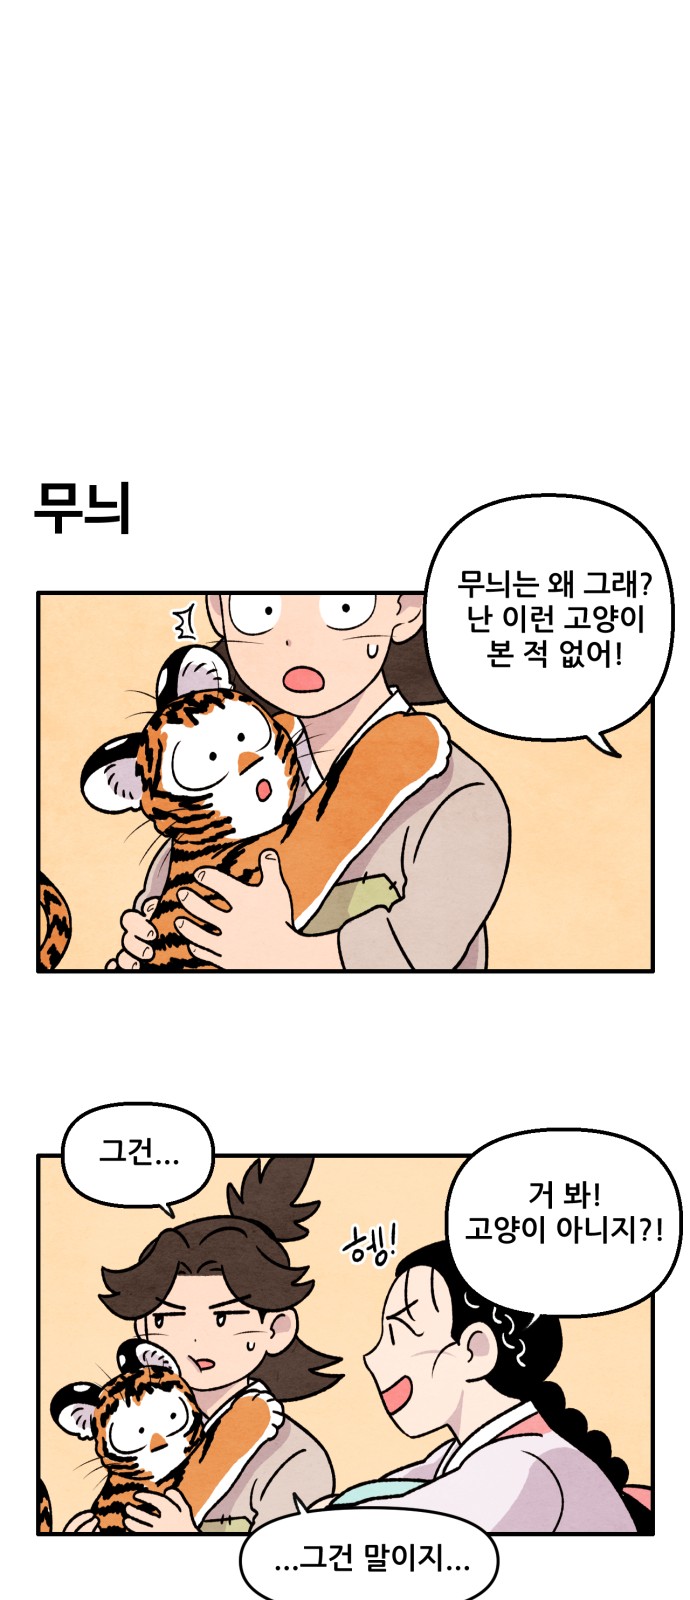 무늬
무늬는 왜 그래?
난 이런 고양이
본 적 없어!
그건...
거 봐!
고양이 아니지?!
헹!
...그건 말이지...